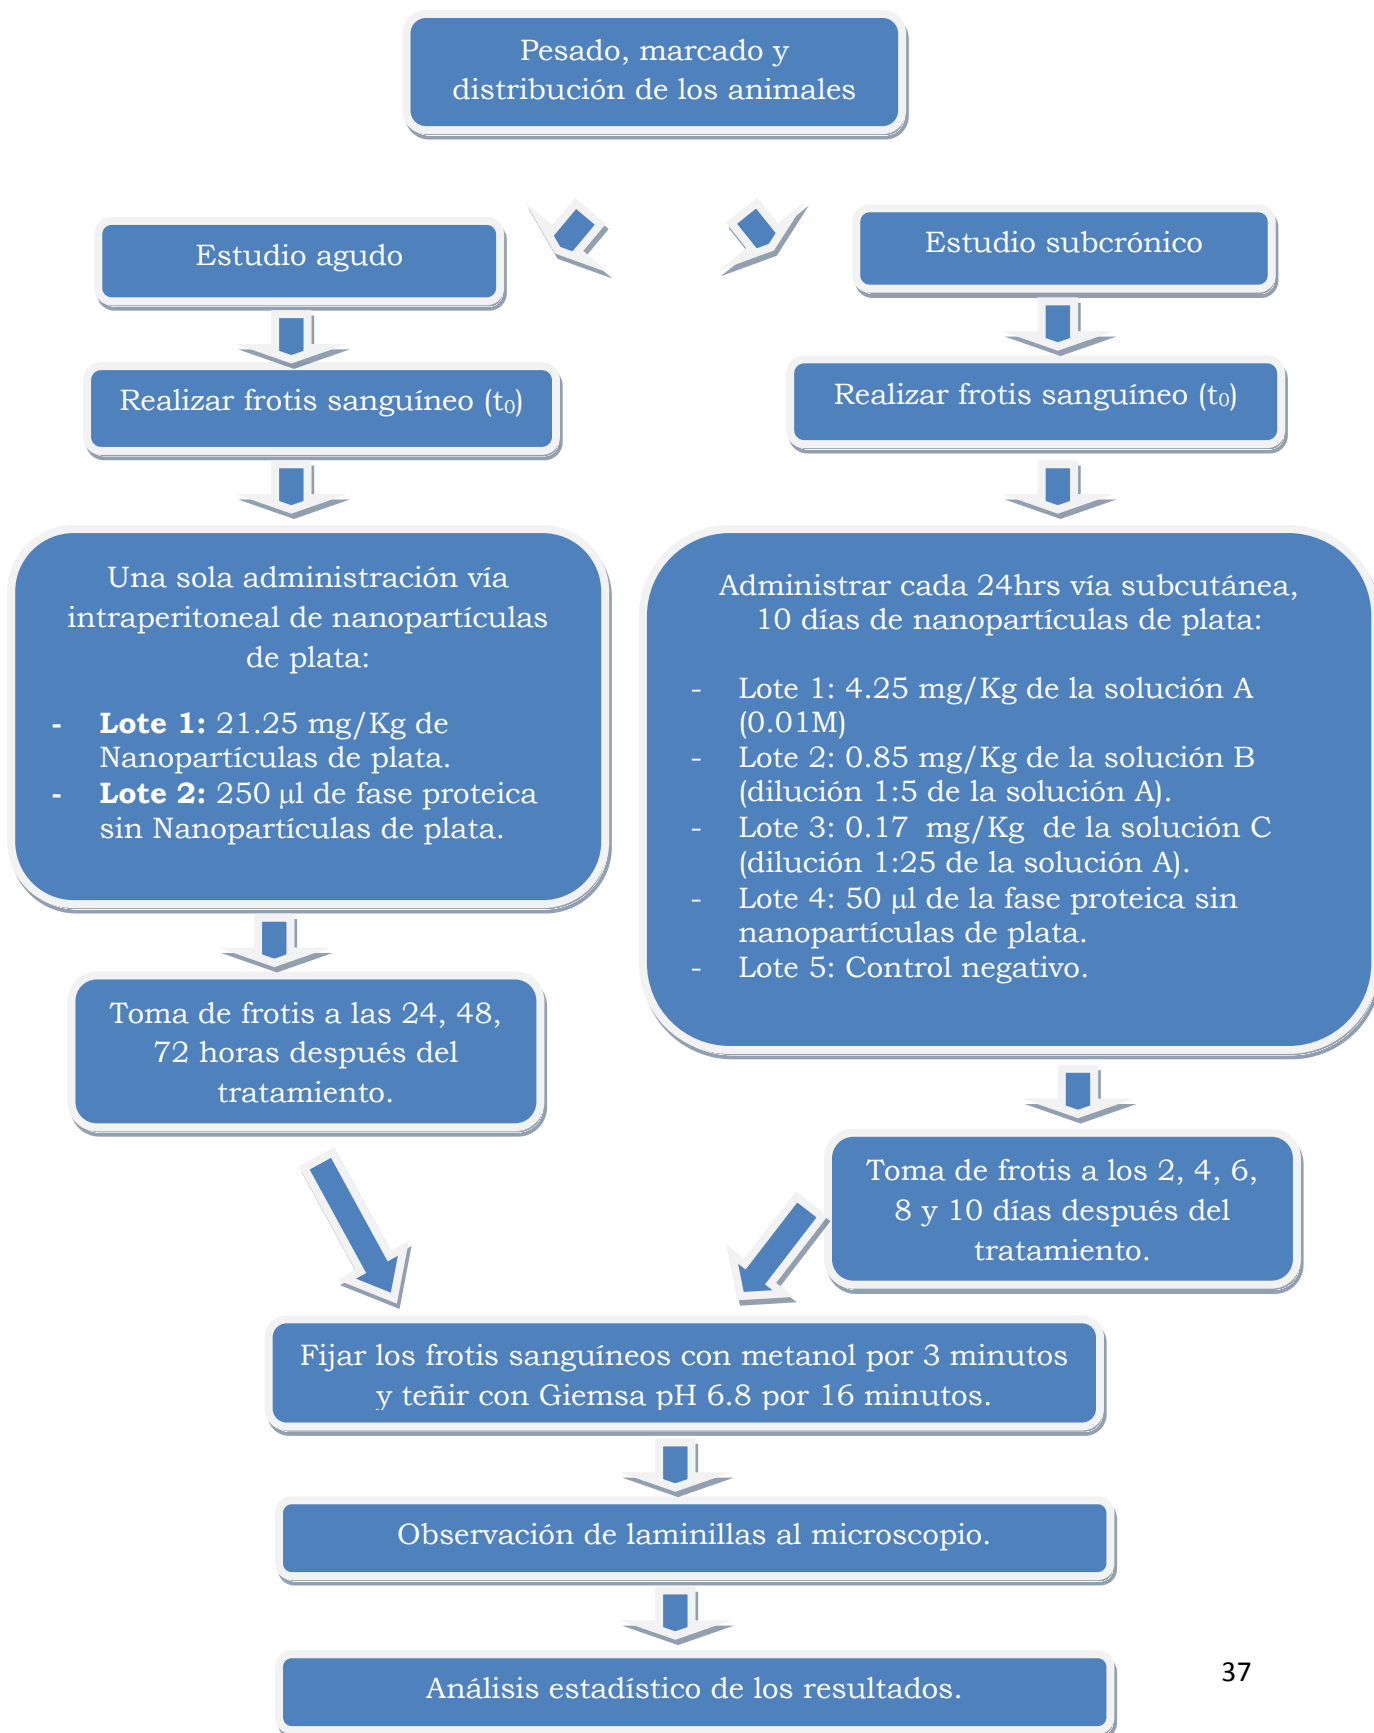 Pesado, marcado y
distribución de los animales
Estudio agudo
Realizar frotis sanguíneo (t₀)
Una sola administración vía
intraperitoneal de nanopartículas
de plata:
- Lote 1: 21.25 mg/Kg de
Nanopartículas de plata.
- Lote 2: 250 µl de fase proteica
sin Nanopartículas de plata.
Toma de frotis a las 24, 48,
72 horas después del
tratamiento.
Estudio subcrónico
Realizar frotis sanguíneo (t₀)
Administrar cada 24hrs vía subcutánea,
10 días de nanopartículas de plata:
- Lote 1: 4.25 mg/Kg de la solución A
(0.01M)
- Lote 2: 0.85 mg/Kg de la solución B
(dilución 1:5 de la solución A).
- Lote 3: 0.17 mg/Kg de la solución C
(dilución 1:25 de la solución A).
- Lote 4: 50 µl de la fase proteica sin
nanopartículas de plata.
- Lote 5: Control negativo.
Toma de frotis a los 2, 4, 6,
8 y 10 días después del
tratamiento.
Fijar los frotis sanguíneos con metanol por 3 minutos
y teñir con Giemsa pH 6.8 por 16 minutos.
Observación de laminillas al microscopio.
Análisis estadístico de los resultados.
37